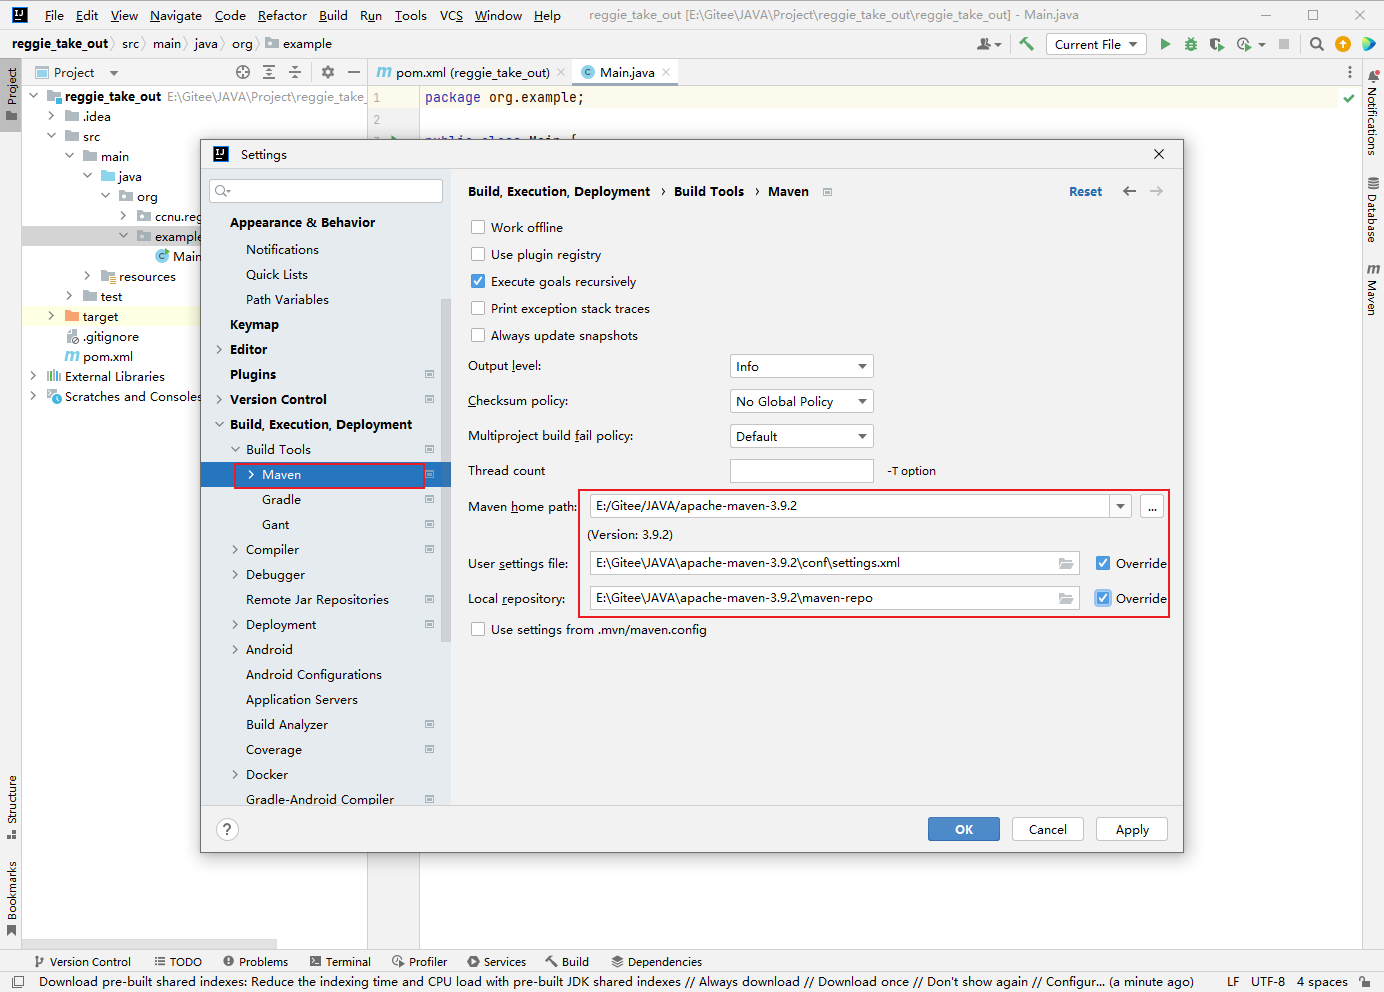 File Edit View Navigate Code Refactor Build Run Tools VCS Window Help reggie_take_out [E:\Gitee\JAVA\Project\reggie_take_out\reggie_take_out] - Main.java
reggie_take_out src main java org example Current File
Project pom.xml (reggie_take_out) Main.java
reggie_take_out E:\Gitee\JAVA\Project\reggie_take_
.idea
src
main
java
org
ccnu.reg
example
Main
resources
test
target
.gitignore
pom.xml
External Libraries
Scratches and Consoles
1 package org.example;
2
public class Main {
Settings
Appearance & Behavior
Notifications
Quick Lists
Path Variables
Keymap
Editor
Plugins
Version Control
Build, Execution, Deployment
Build Tools
Maven
Gradle
Gant
Compiler
Debugger
Remote Jar Repositories
Deployment
Android
Android Configurations
Application Servers
Build Analyzer
Coverage
Docker
Gradle-Android Compiler
Build, Execution, Deployment › Build Tools › Maven Reset
Work offline
Use plugin registry
Execute goals recursively
Print exception stack traces
Always update snapshots
Output level: Info
Checksum policy: No Global Policy
Multiproject build fail policy: Default
Thread count -T option
Maven home path: E:/Gitee/JAVA/apache-maven-3.9.2 ...
(Version: 3.9.2)
User settings file: E:\Gitee\JAVA\apache-maven-3.9.2\conf\settings.xml Override
Local repository: E:\Gitee\JAVA\apache-maven-3.9.2\maven-repo Override
Use settings from .mvn/maven.config
? OK Cancel Apply
Project
Structure
Bookmarks
Notifications
Database
Maven
Version Control TODO Problems Terminal Profiler Services Build Dependencies
Download pre-built shared indexes: Reduce the indexing time and CPU load with pre-built JDK shared indexes // Always download // Download once // Don't show again // Configur... (a minute ago) LF UTF-8 4 spaces